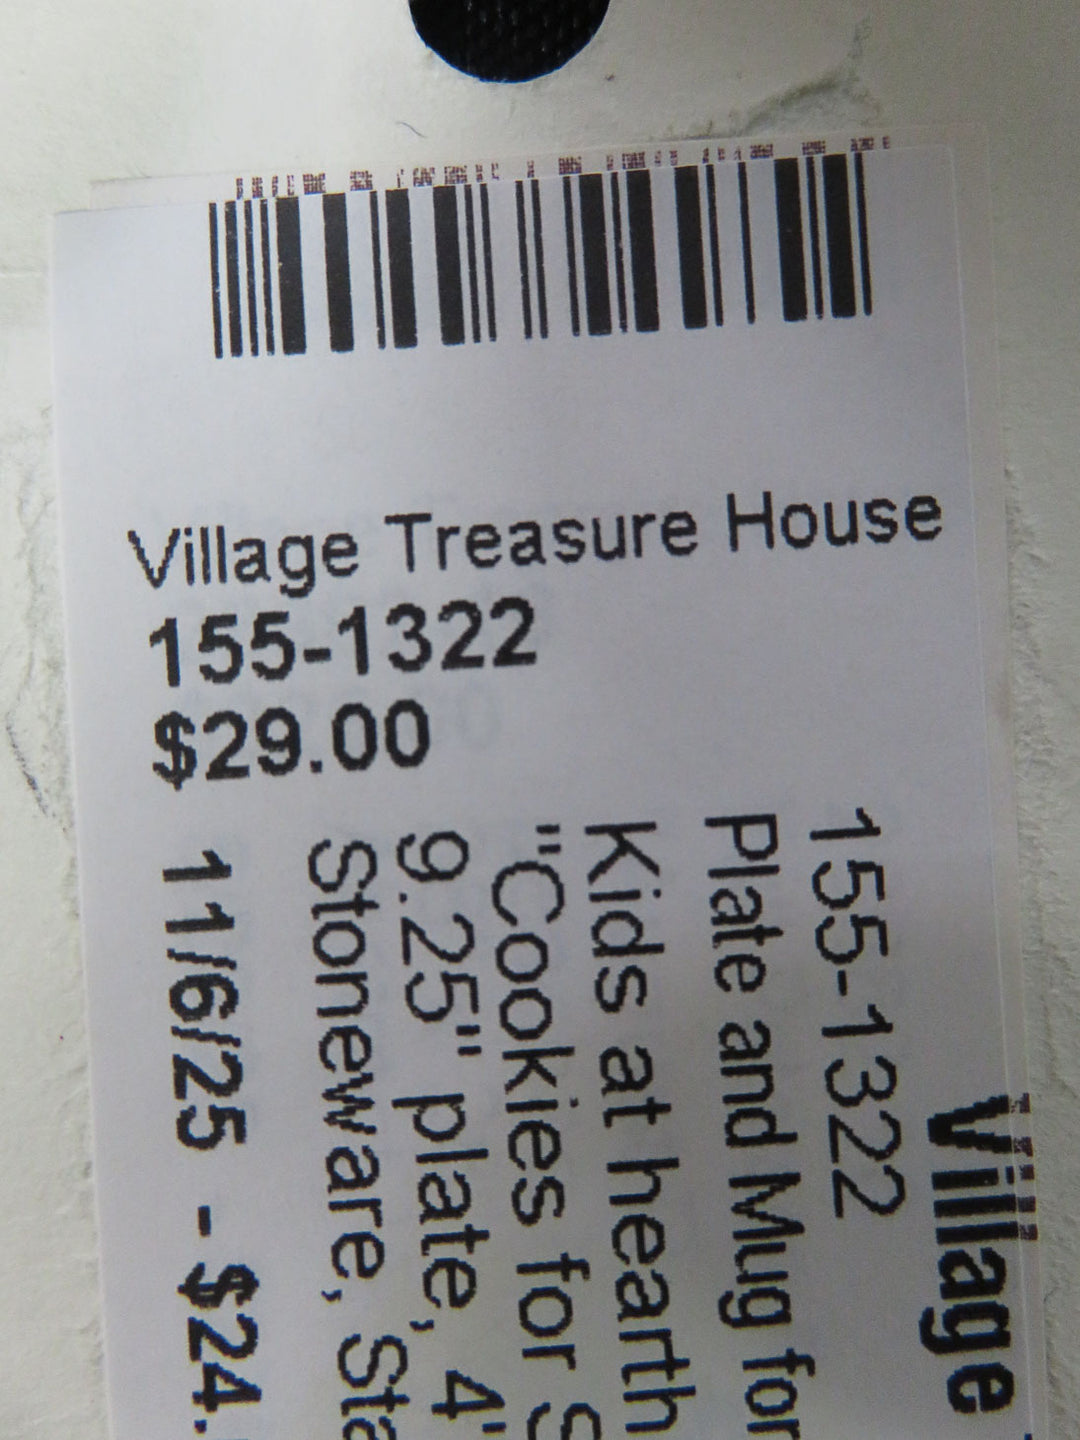 Village Treasure House
155-1322
$29.00
Village
155-1322
Plate and Mug for
Kids at hearth
"Cookies for S
9.25" plate, 4"
Stoneware, Sta
11/6/25 - $24.